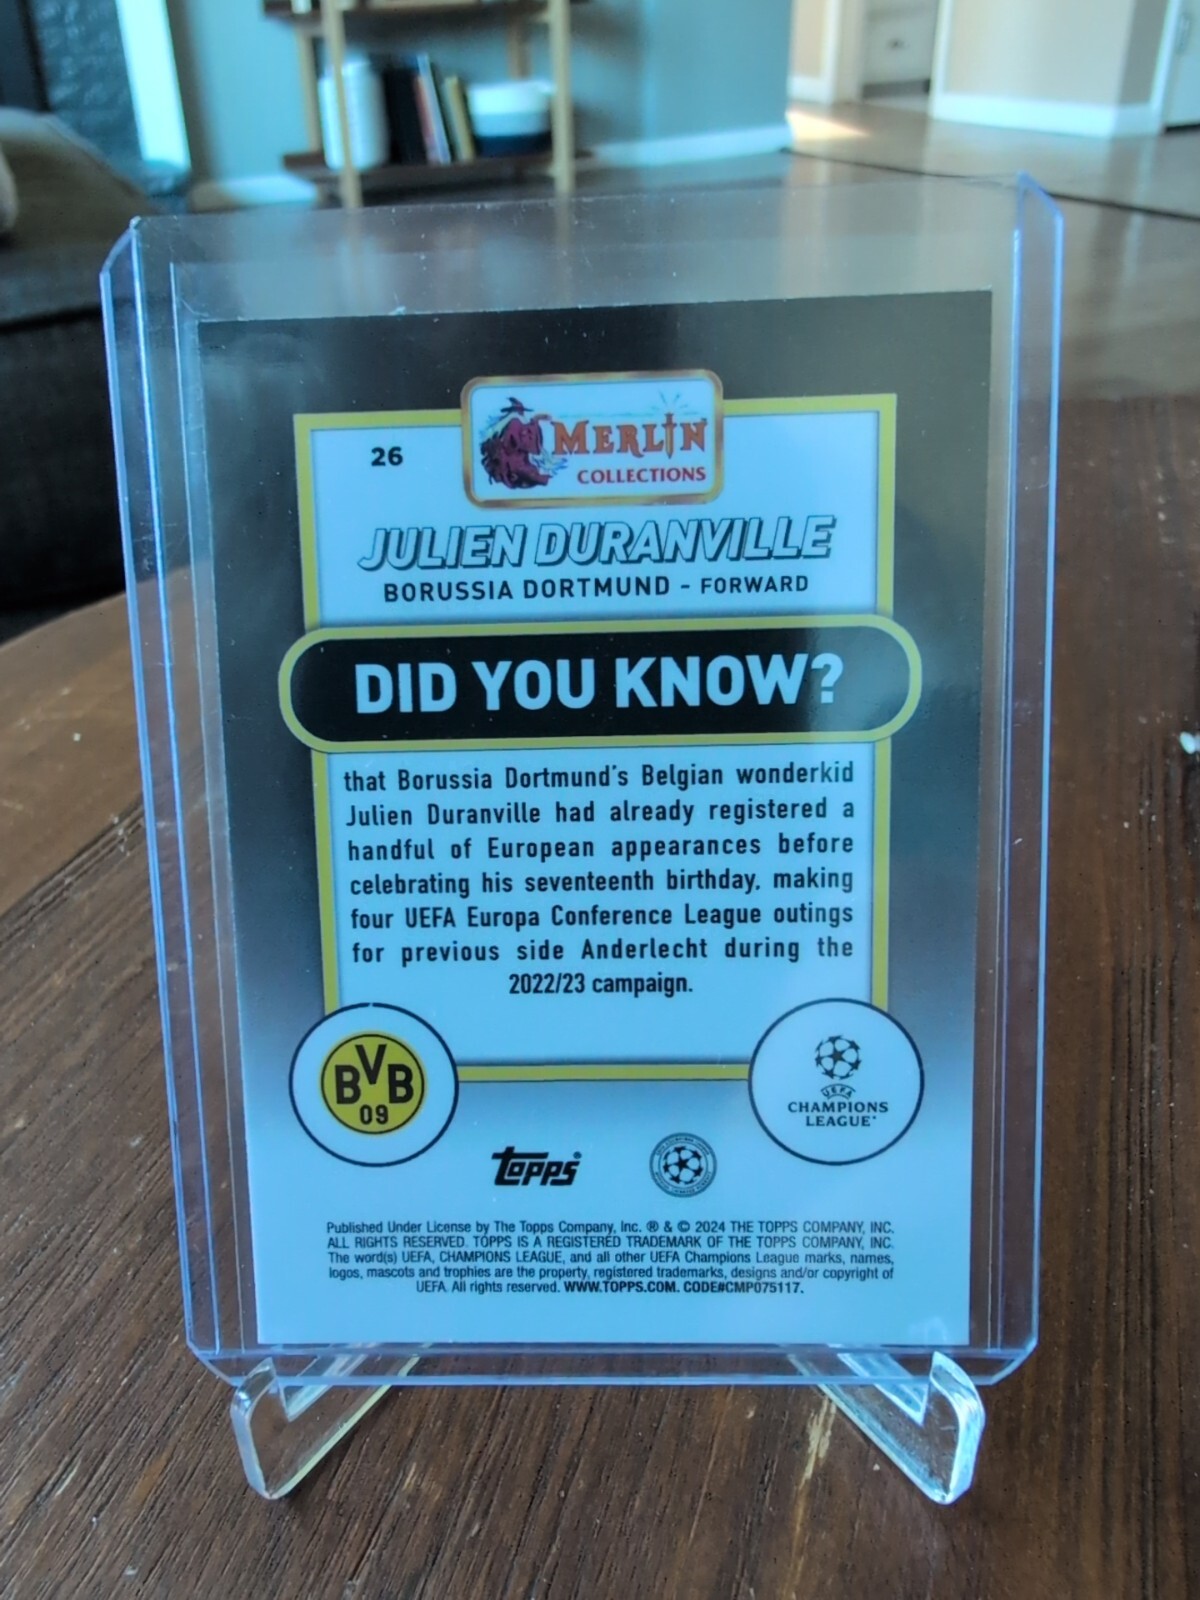 26
MERLIN
COLLECTIONS
JULIEN DURANVILLE
BORUSSIA DORTMUND - FORWARD
DID YOU KNOW?
that Borussia Dortmund's Belgian wonderkid
Julien Duranville had already registered a
handful of European appearances before
celebrating his seventeenth birthday, making
four UEFA Europa Conference League outings
for previous side Anderlecht during the
2022/23 campaign.
BVB
09
UEFA
CHAMPIONS
LEAGUE®
topps®
Published Under License by The Topps Company, Inc. ® & © 2024 THE TOPPS COMPANY, INC.
ALL RIGHTS RESERVED. TOPPS IS A REGISTERED TRADEMARK OF THE TOPPS COMPANY, INC.
The word(s) UEFA, CHAMPIONS LEAGUE, and all other UEFA Champions League marks, names,
logos, mascots and trophies are the property, registered trademarks, designs and/or copyright of
UEFA. All rights reserved. WWW.TOPPS.COM. CODE#CMP075117.